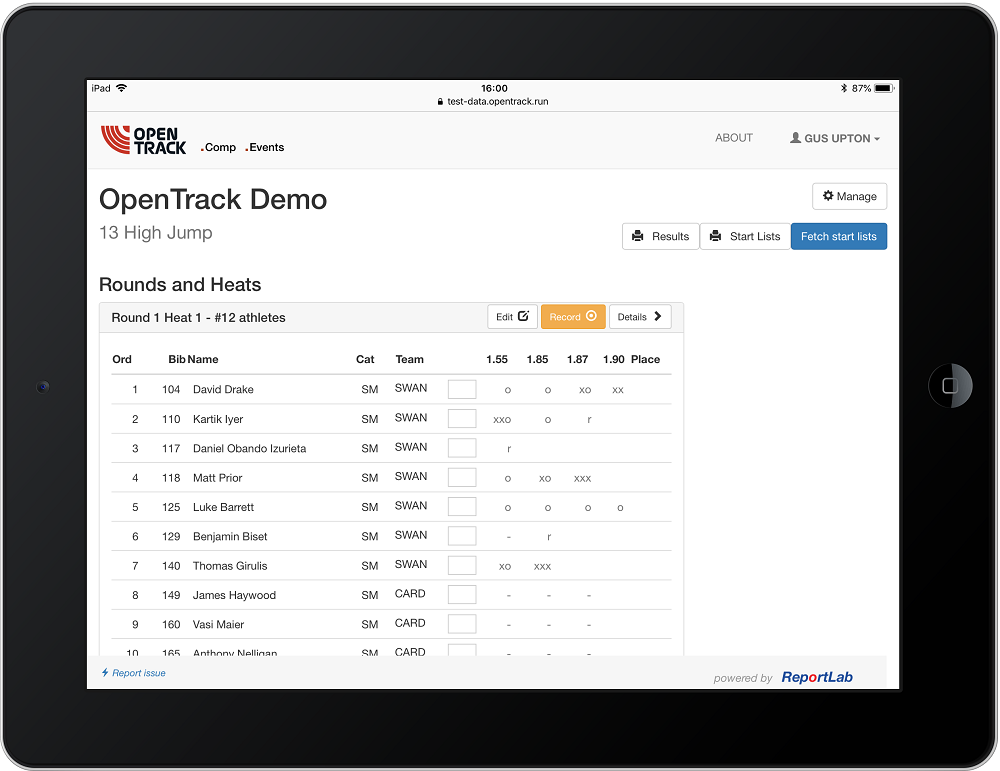 iPad 16:00 87%
test-data.opentrack.run
OPEN TRACK .Comp .Events ABOUT GUS UPTON
OpenTrack Demo Manage
13 High Jump Results Start Lists Fetch start lists
Rounds and Heats
Round 1 Heat 1 - #12 athletes Edit Record Details
Ord Bib Name Cat Team 1.55 1.85 1.87 1.90 Place
1 104 David Drake SM SWAN o o xo xx
2 110 Kartik Iyer SM SWAN xxo o r
3 117 Daniel Obando Izurieta SM SWAN r
4 118 Matt Prior SM SWAN o xo xxx
5 125 Luke Barrett SM SWAN o o o o
6 129 Benjamin Biset SM SWAN - r
7 140 Thomas Girulis SM SWAN xo xxx
8 149 James Haywood SM CARD - - -
9 160 Vasi Maier SM CARD - - -
10 165 Anthony Nelligan SM CARD - - -
Report issue powered by ReportLab